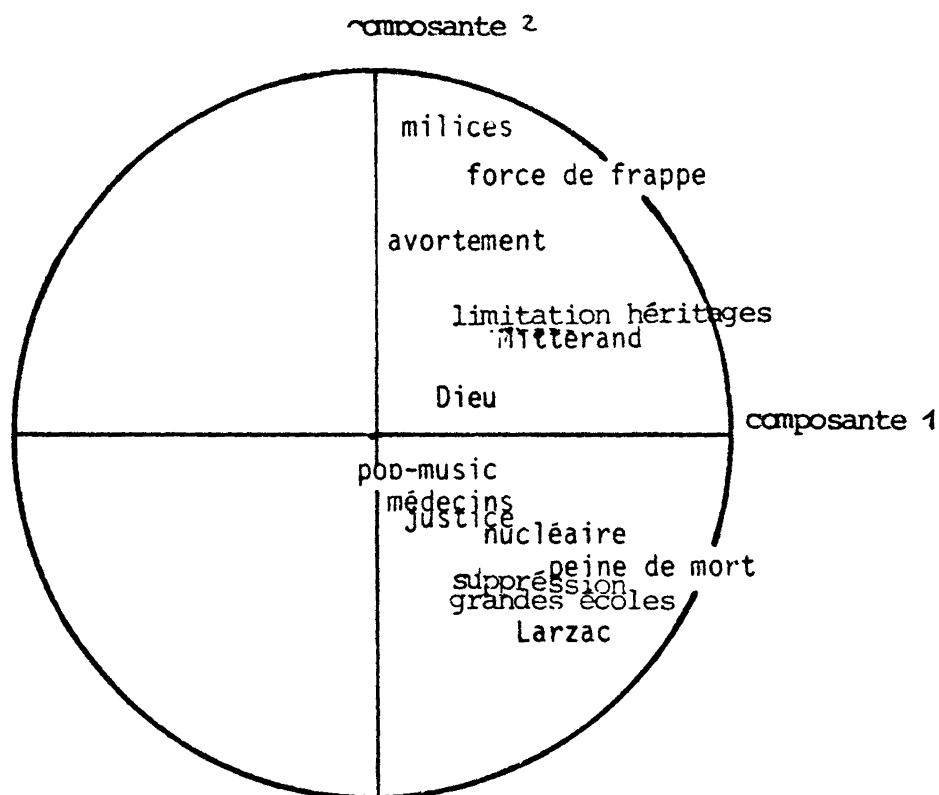 composante 2
milices
force de frappe
avortement
limitation héritages
Mitterand
Dieu
composante 1
pop-music
médecins
justice
nucléaire
peine de mort
suppréssion
grandes écoles
Larzac